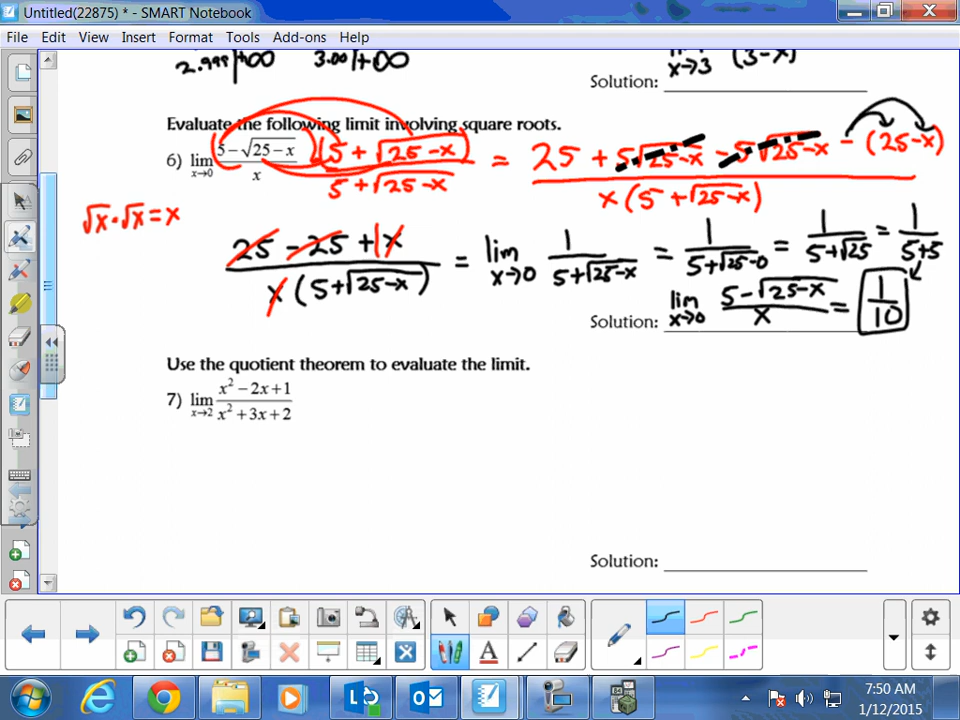 Untitled(22875) * - SMART Notebook
File Edit View Insert Format Tools Add-ons Help
2.999 | +∞ 3.001 | +∞
x→3 (3-x)
Solution:
Evaluate the following limit involving square roots.
6) lim x→0 (5 − √25 − x)/x (5 + √25-x)/(5 + √25-x) = (25 + 5√25-x - 5√25-x - (25-x))/(x(5 + √25-x))
√x · √x = x
(25 - 25 + 1x)/(x(5+√25-x)) = lim x→0 1/(5+√25-x) = 1/(5+√25-0) = 1/(5+√25) = 1/(5+5)
Solution: lim x→0 (5-√25-x)/x = 1/10
Use the quotient theorem to evaluate the limit.
7) lim x→2 (x² − 2x + 1)/(x² + 3x + 2)
Solution:
A
7:50 AM
1/12/2015